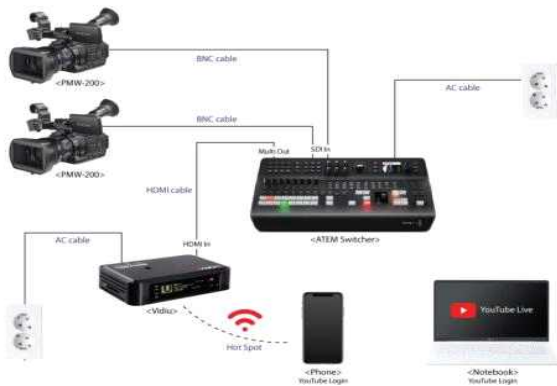 BNC cable
<PMW-200>
AC cable
BNC cable
<PMW-200>
Multi Out
SDI In
HDMI cable
<ATEM Switcher>
AC cable
HDMI In
<Vidiu>
Hot Spot
YouTube Live
<Phone>
YouTube Login
<Notebook>
YouTube Login